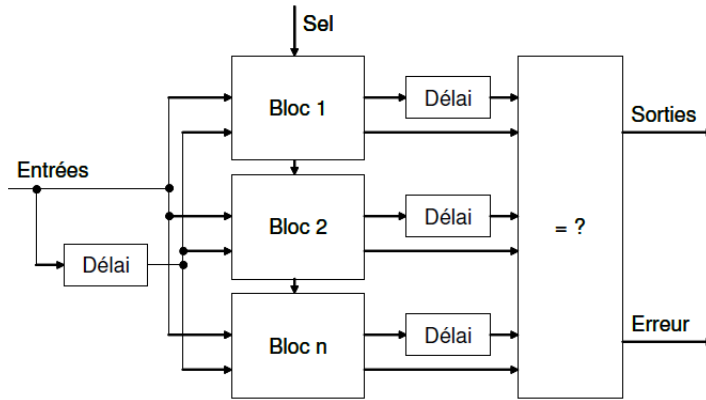 Sel
Bloc 1
Délai
Sorties
Entrées
Bloc 2
Délai
= ?
Délai
Bloc n
Délai
Erreur